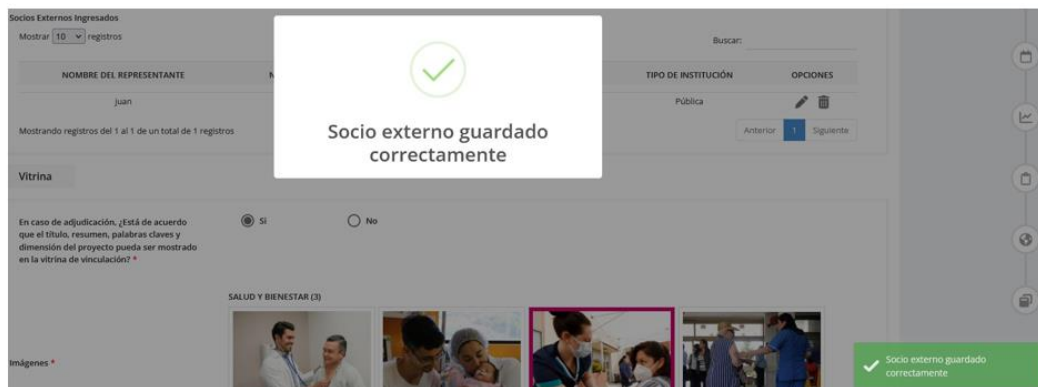 Socios Externos Ingresados
Mostrar 10 registros
Buscar:
NOMBRE DEL REPRESENTANTE N TIPO DE INSTITUCIÓN OPCIONES
juan Pública
Mostrando registros del 1 al 1 de un total de 1 registros
Anterior 1 Siguiente
Socio externo guardado
correctamente
Vitrina
En caso de adjudicación, ¿Está de acuerdo
que el título, resumen, palabras claves y
dimensión del proyecto pueda ser mostrado
en la vitrina de vinculación? *
Si No
SALUD Y BIENESTAR (3)
Imágenes *
Socio externo guardado
correctamente